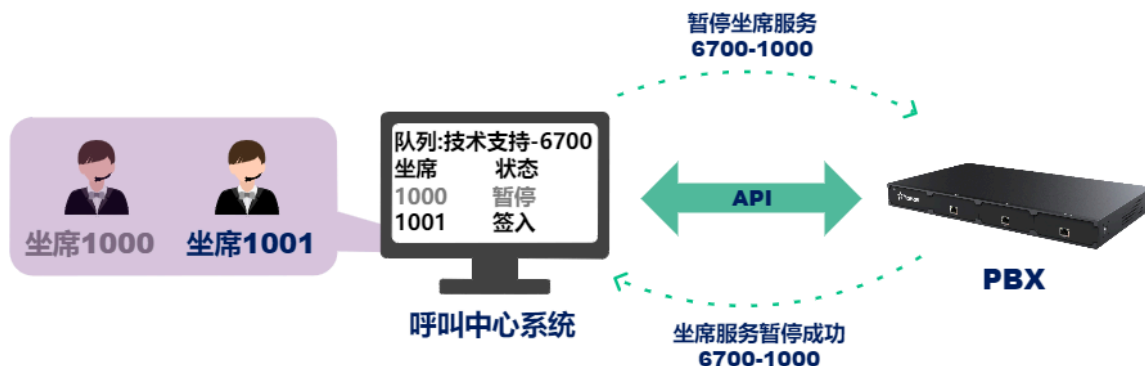 暂停坐席服务
6700-1000
队列:技术支持-6700
坐席 状态
1000 暂停
1001 签入
坐席1000 坐席1001
API
PBX
呼叫中心系统
坐席服务暂停成功
6700-1000